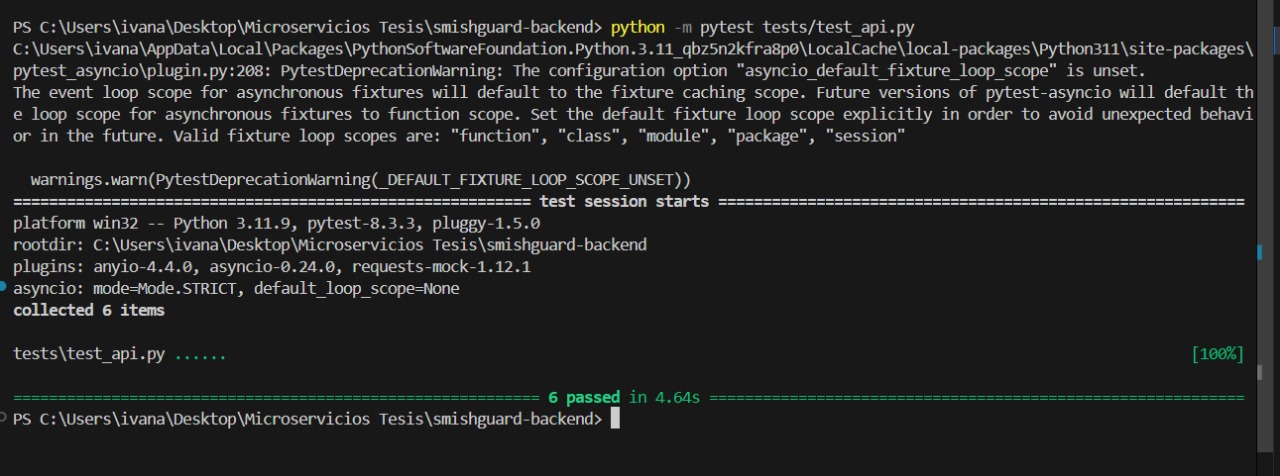 PS C:\Users\ivana\Desktop\Microservicios Tesis\smishguard-backend> python -m pytest tests/test_api.py
C:\Users\ivana\AppData\Local\Packages\PythonSoftwareFoundation.Python.3.11_qbz5n2kfra8p0\LocalCache\local-packages\Python311\site-packages\
pytest_asyncio\plugin.py:208: PytestDeprecationWarning: The configuration option "asyncio_default_fixture_loop_scope" is unset.
The event loop scope for asynchronous fixtures will default to the fixture caching scope. Future versions of pytest-asyncio will default th
e loop scope for asynchronous fixtures to function scope. Set the default fixture loop scope explicitly in order to avoid unexpected behavi
or in the future. Valid fixture loop scopes are: "function", "class", "module", "package", "session"

  warnings.warn(PytestDeprecationWarning(_DEFAULT_FIXTURE_LOOP_SCOPE_UNSET))
========================================================== test session starts ===========================================================
platform win32 -- Python 3.11.9, pytest-8.3.3, pluggy-1.5.0
rootdir: C:\Users\ivana\Desktop\Microservicios Tesis\smishguard-backend
plugins: anyio-4.4.0, asyncio-0.24.0, requests-mock-1.12.1
asyncio: mode=Mode.STRICT, default_loop_scope=None
collected 6 items

tests\test_api.py ...... [100%]

=========================================================== 6 passed in 4.64s ============================================================
PS C:\Users\ivana\Desktop\Microservicios Tesis\smishguard-backend>